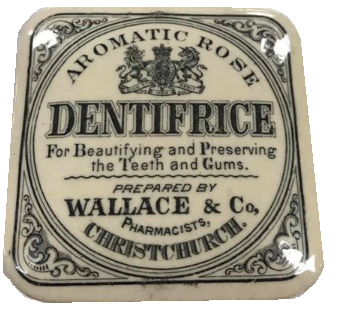 AROMATIC ROSE
DENTIFRICE
For Beautifying and Preserving
the Teeth and Gums.
PREPARED BY
WALLACE & Co,
PHARMACISTS,
CHRISTCHURCH.